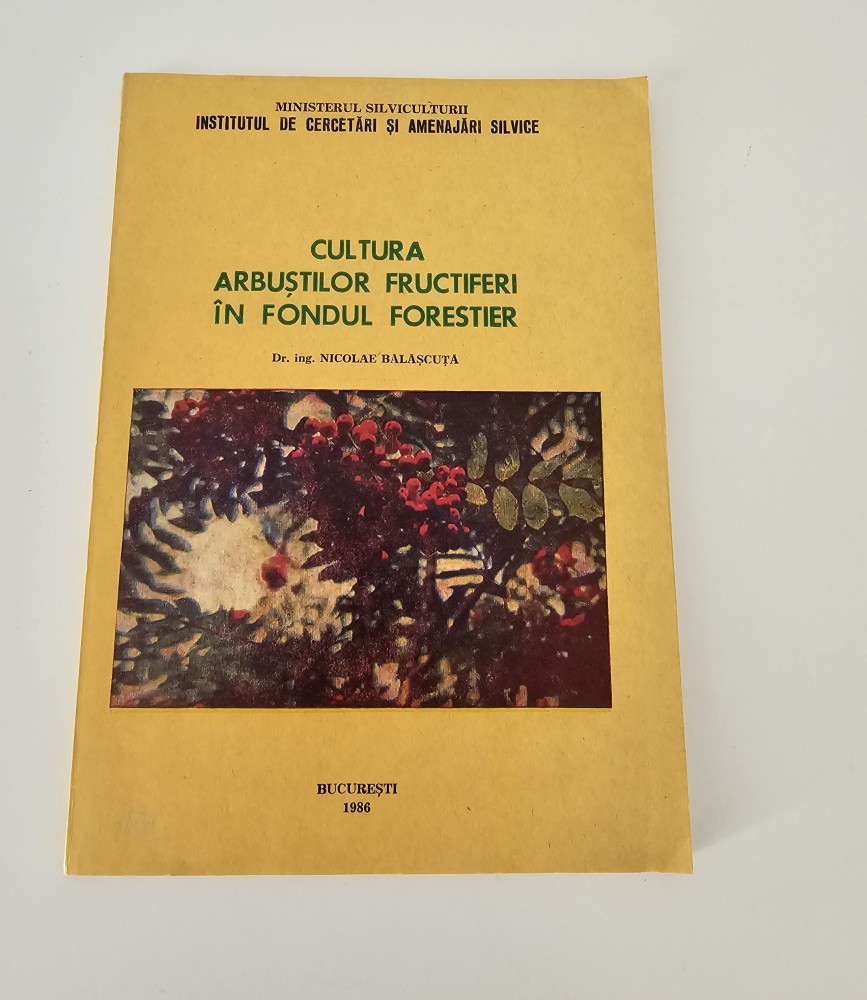 MINISTERUL SILVICULTURII
INSTITUTUL DE CERCETĂRI ȘI AMENAJĂRI SILVICE
CULTURA
ARBUȘTILOR FRUCTIFERI
ÎN FONDUL FORESTIER
Dr. ing. NICOLAE BALAȘCUȚĂ
BUCUREȘTI
1986